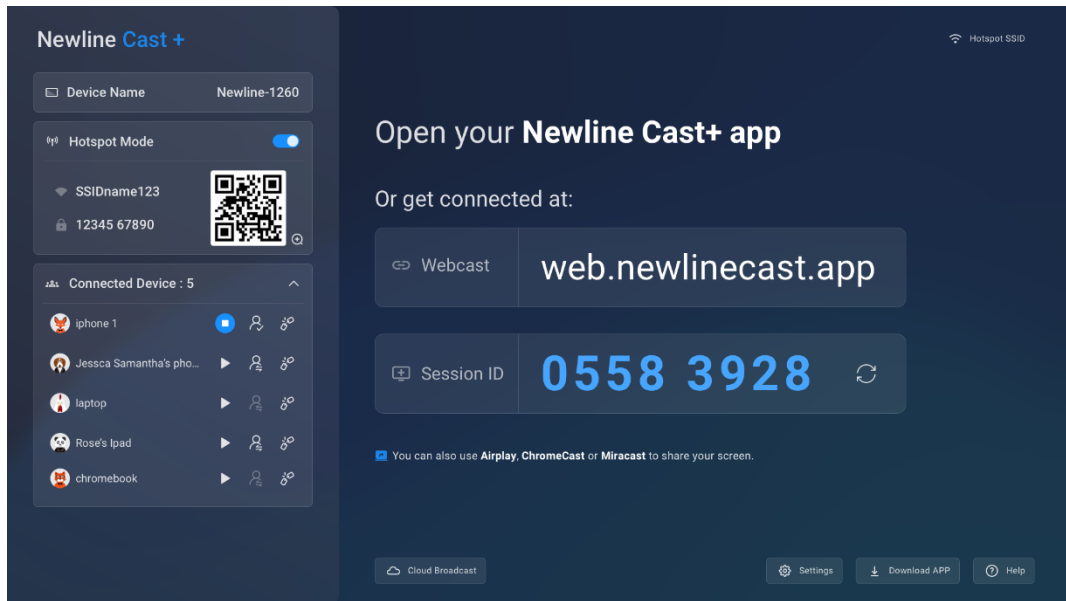 Newline Cast +
Device Name Newline-1260
Hotspot Mode
SSIDname123
12345 67890
Connected Device : 5
iphone 1
Jessca Samantha's pho...
laptop
Rose's Ipad
chromebook
Hotspot SSID
Open your Newline Cast+ app
Or get connected at:
Webcast web.newlinecast.app
Session ID 0558 3928
You can also use Airplay, ChromeCast or Miracast to share your screen.
Cloud Broadcast
Settings
Download APP
Help